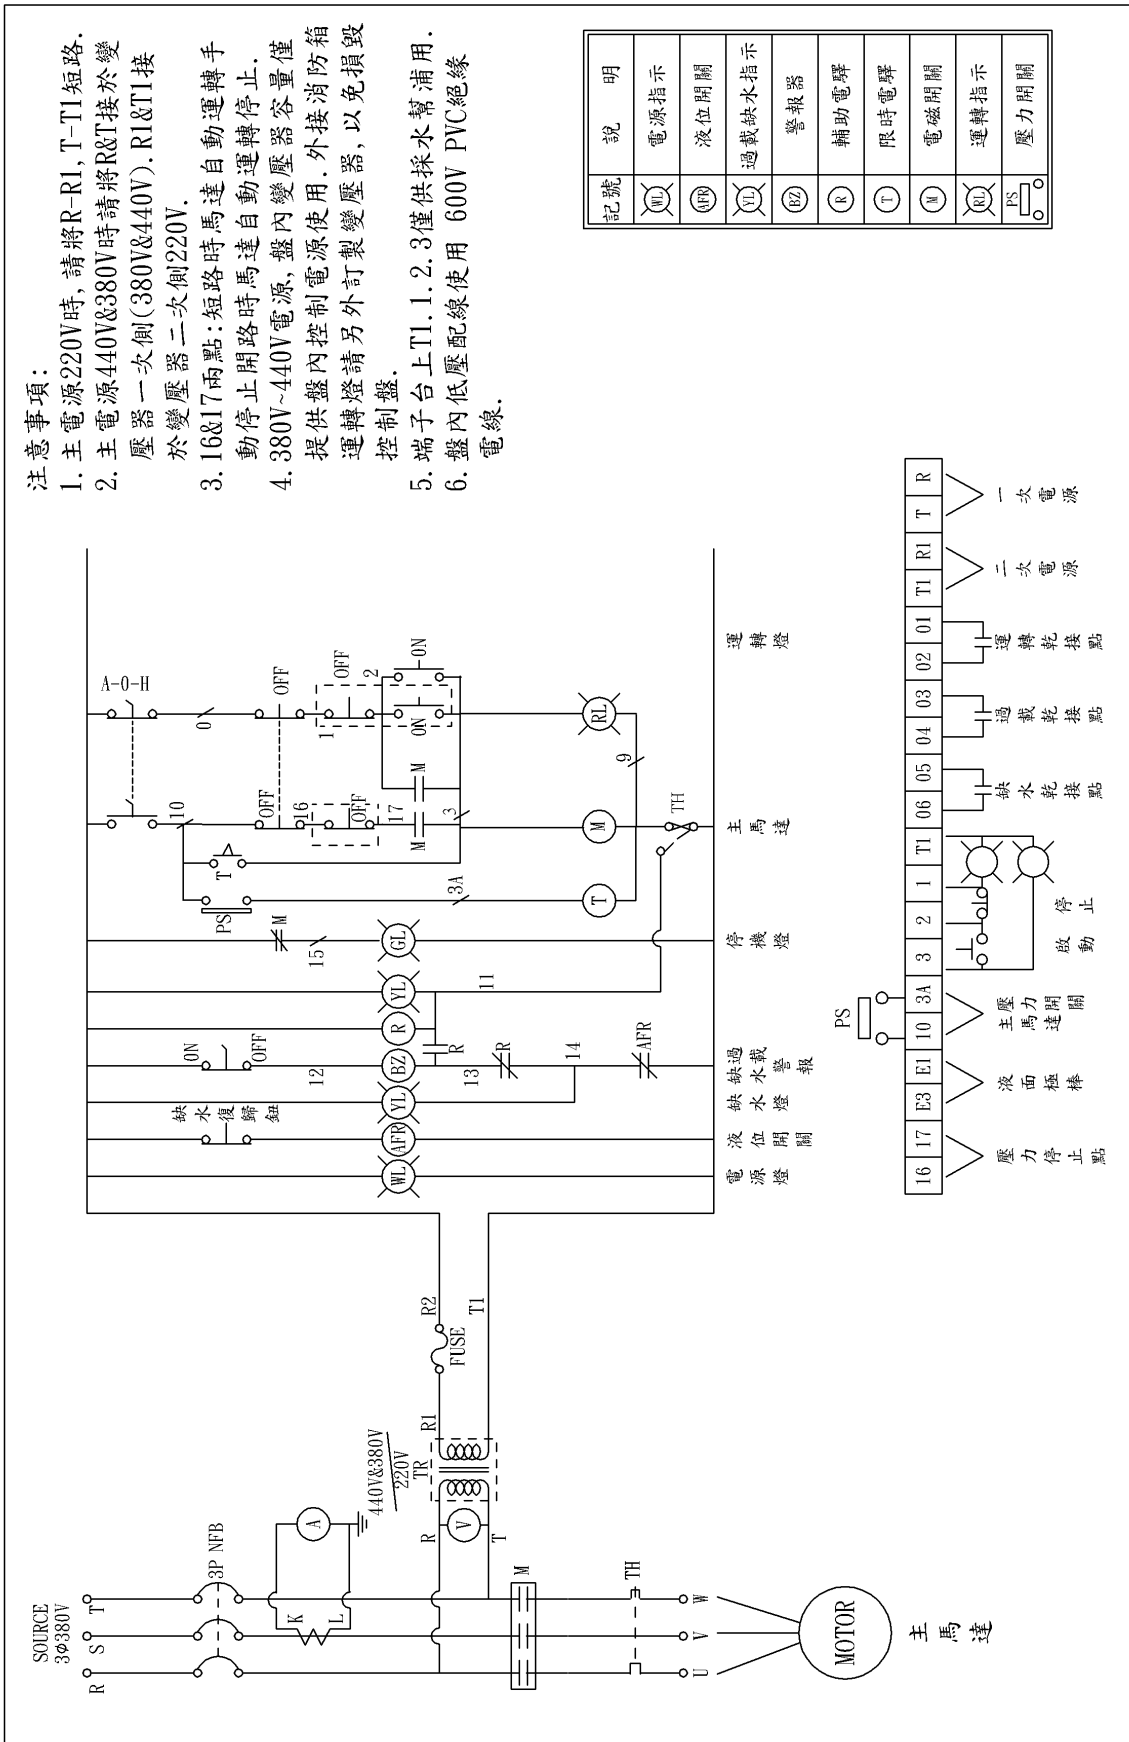 注意事項:
1.主電源220V時,請將R-R1,T-T1短路.
2.主電源440V&380V時請將R&T接於變
壓器一次側(380V&440V).R1&T1接
於變壓器二次側220V.
3.16&17兩點:短路時馬達自動運轉手
動停止開路時馬達自動運轉停止.
4.380V~440V電源,盤內變壓器容量僅
提供盤內控制電源使用.外接消防箱
運轉燈請另外訂製變壓器,以免損毀
控制盤.
5.端子台上T1.1.2.3僅供採水幫浦用.
6.盤內低壓配線使用 600V PVC絕緣
電線.
記號 說明
WL 電源指示
AFR 液位開關
YL 過載缺水指示
BZ 警報器
R 輔助電驛
T 限時電驛
M 電磁開關
RL 運轉指示
PS 壓力開關
SOURCE
3φ380V
R S T
3P NFB
K L
A
440V&380V
220V
TR
R
T
V
M
TH
U V W
MOTOR
主馬達
R1
FUSE
R2
T1
WL
電源燈
缺水復歸鈕
AFR
液位開關
YL
缺水燈
ON
OFF
12
BZ
13
R
R
14
AFR
缺水過載警報
R
YL
11
M
15
GL
停機燈
PS
T
3A
T
10
OFF
16
OFF
17
M
M
3
M
TH
主馬達
A-O-H
0
OFF
1
OFF
2
ON
ON
RL
9
運轉燈
16 17 E3 E1 10 3A 3 2 1 T1 06 05 04 03 02 01 T1 R1 T R
壓力停止點
液面極棒
PS
主馬達
壓力開關
啟動
停止
缺水乾接點
過載乾接點
運轉乾接點
二次電源
一次電源